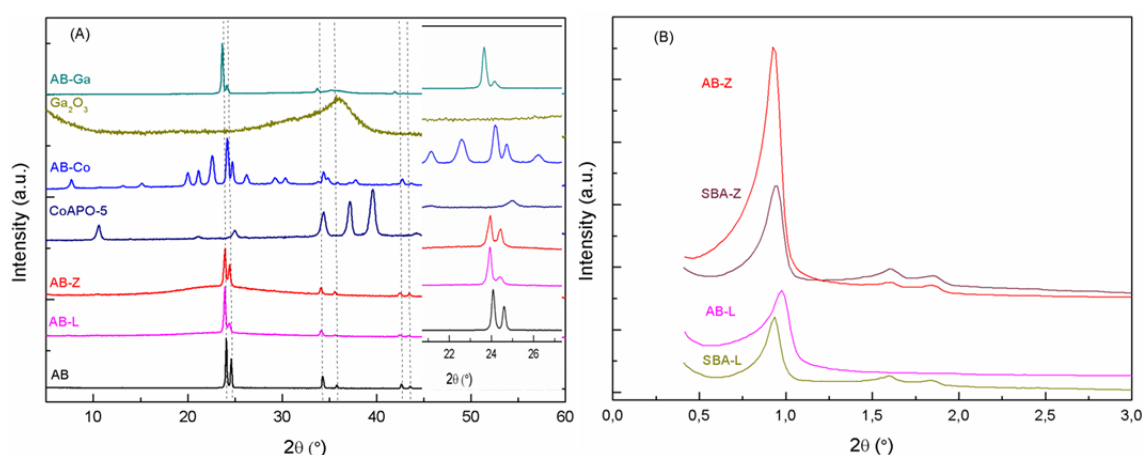 (A)
AB-Ga
Ga₂O₃
AB-Co
CoAPO-5
AB-Z
AB-L
AB
Intensity (a.u.)
10 20 30 40 50 60
2θ (°)
22 24 26
2θ (°)
(B)
AB-Z
SBA-Z
AB-L
SBA-L
Intensity (a.u.)
0,0 0,5 1,0 1,5 2,0 2,5 3,0
2θ (°)